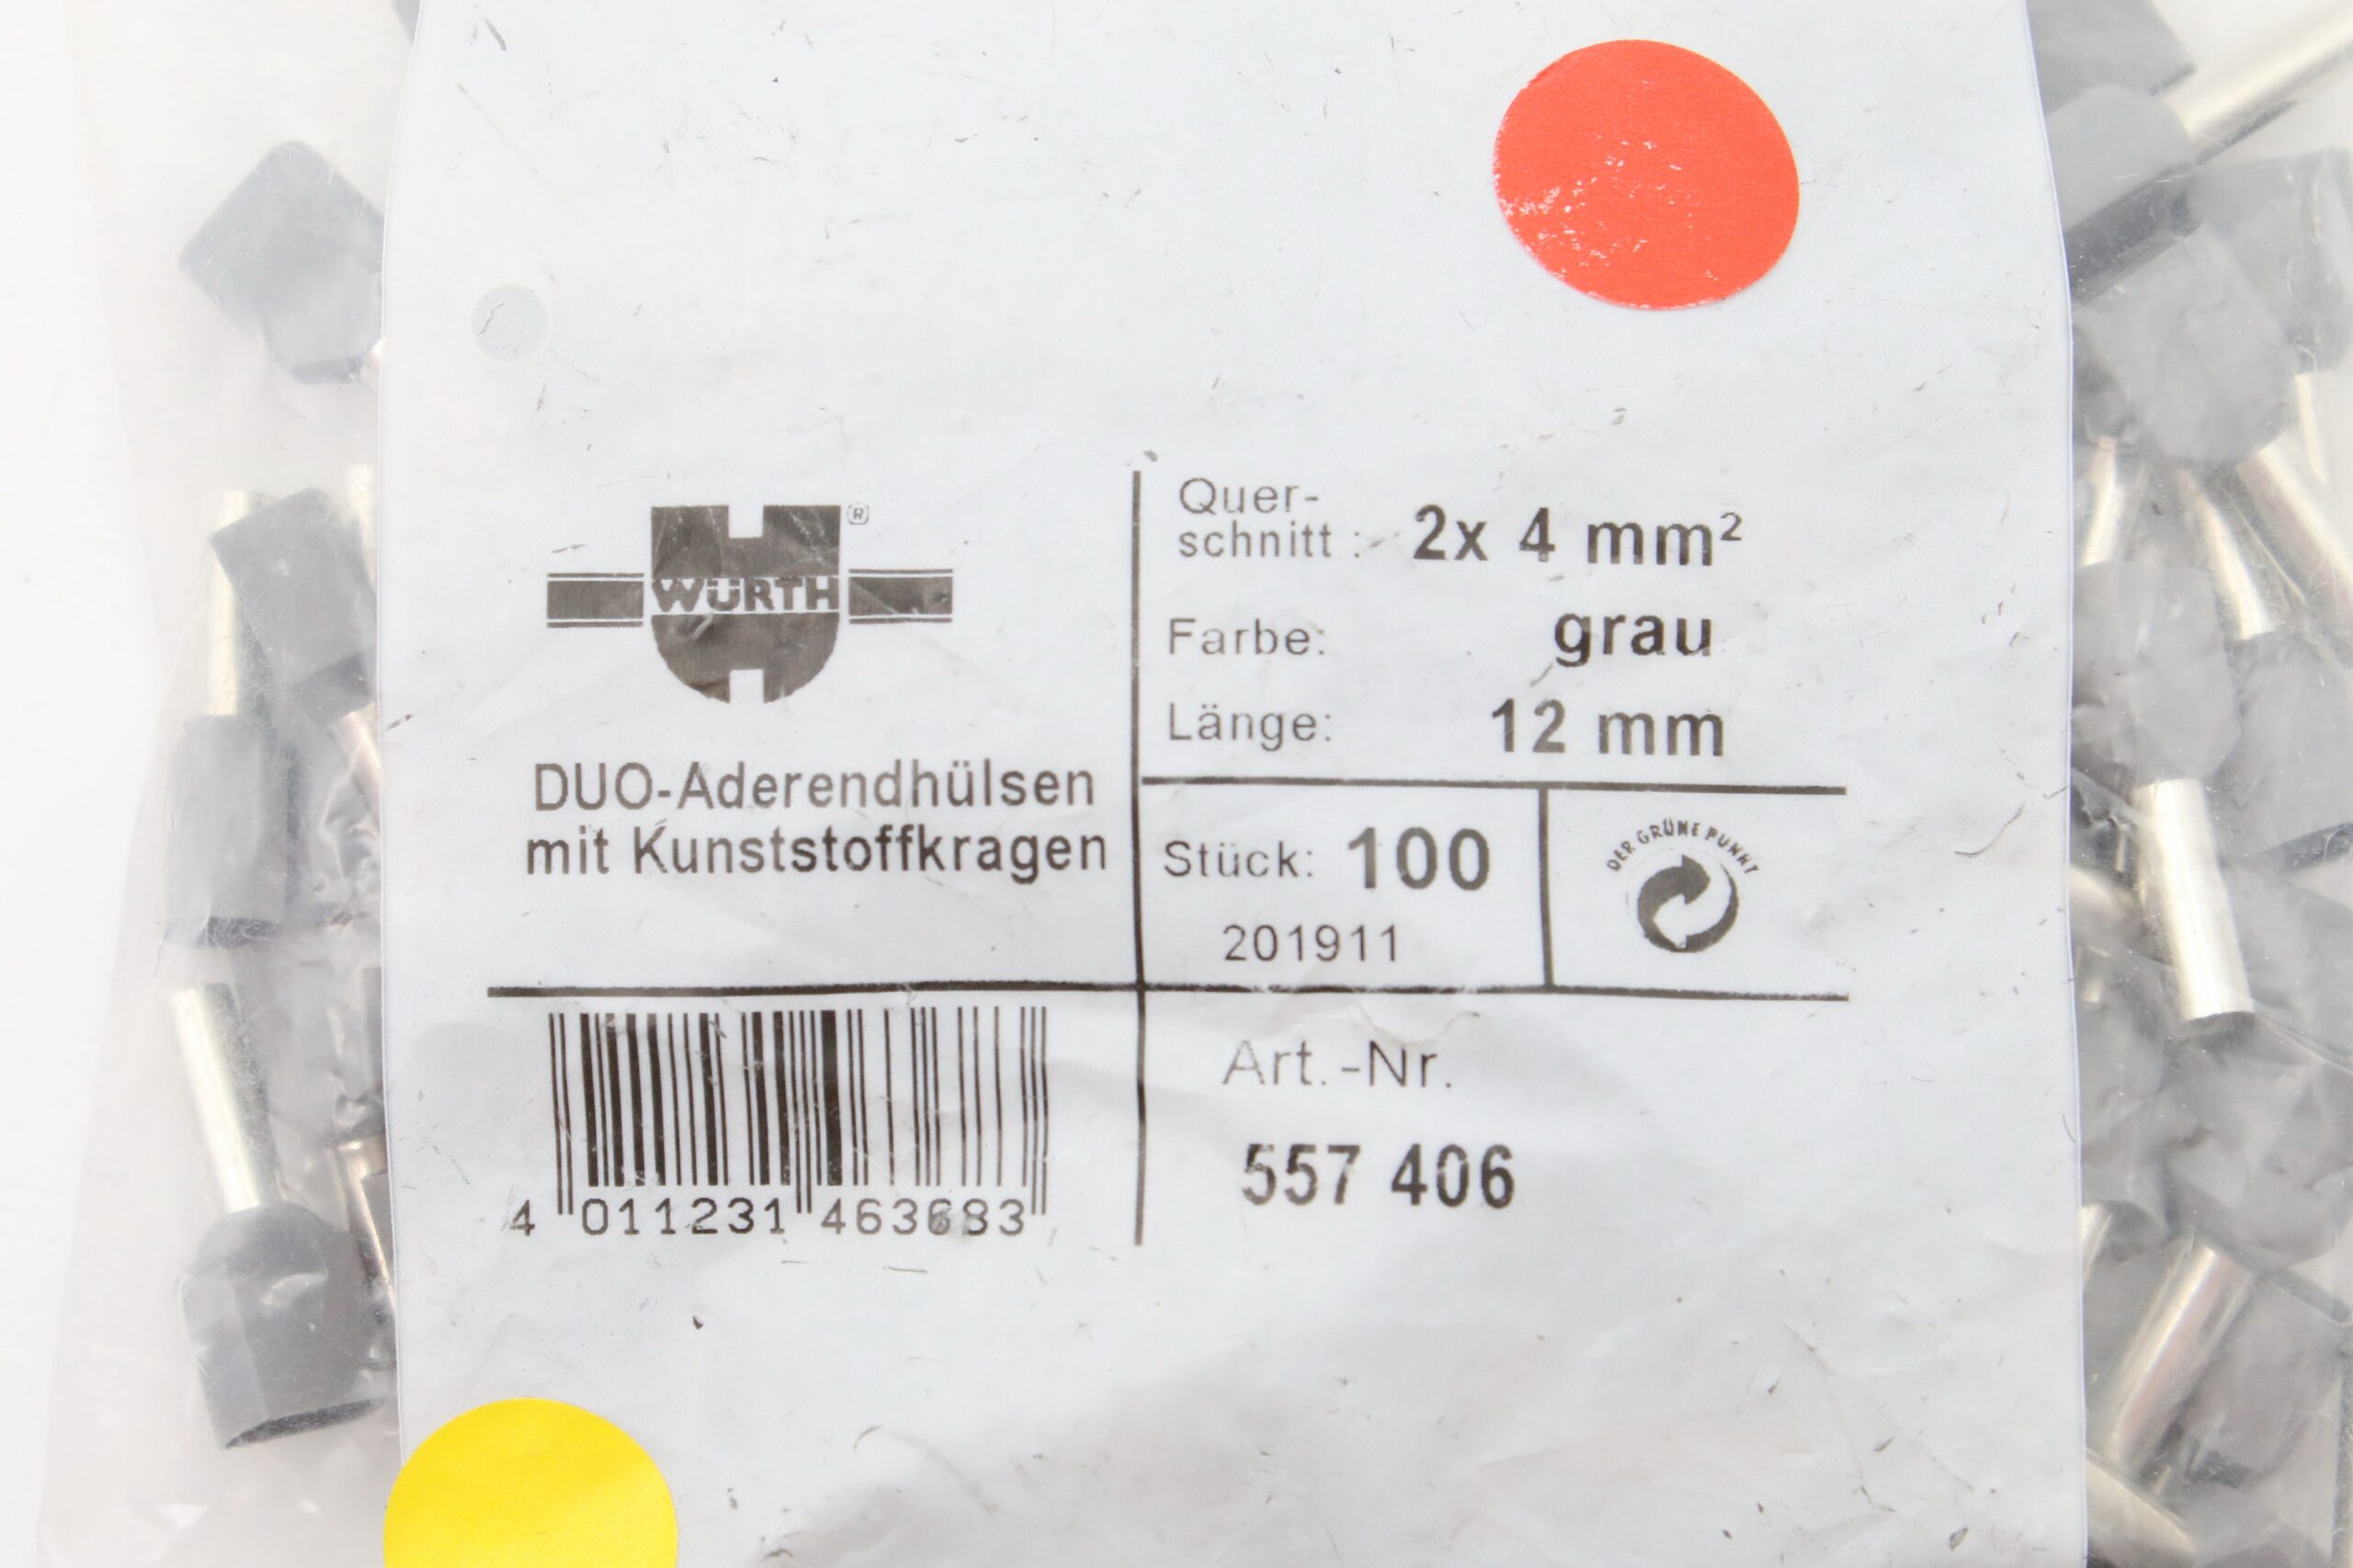 WÜRTH ®
DUO-Aderendhülsen
mit Kunststoffkragen
Quer-
schnitt : 2x 4 mm²
Farbe: grau
Länge: 12 mm
Stück: 100
201911
DER GRÜNE PUNKT
4 011231 463683
Art.-Nr.
557 406